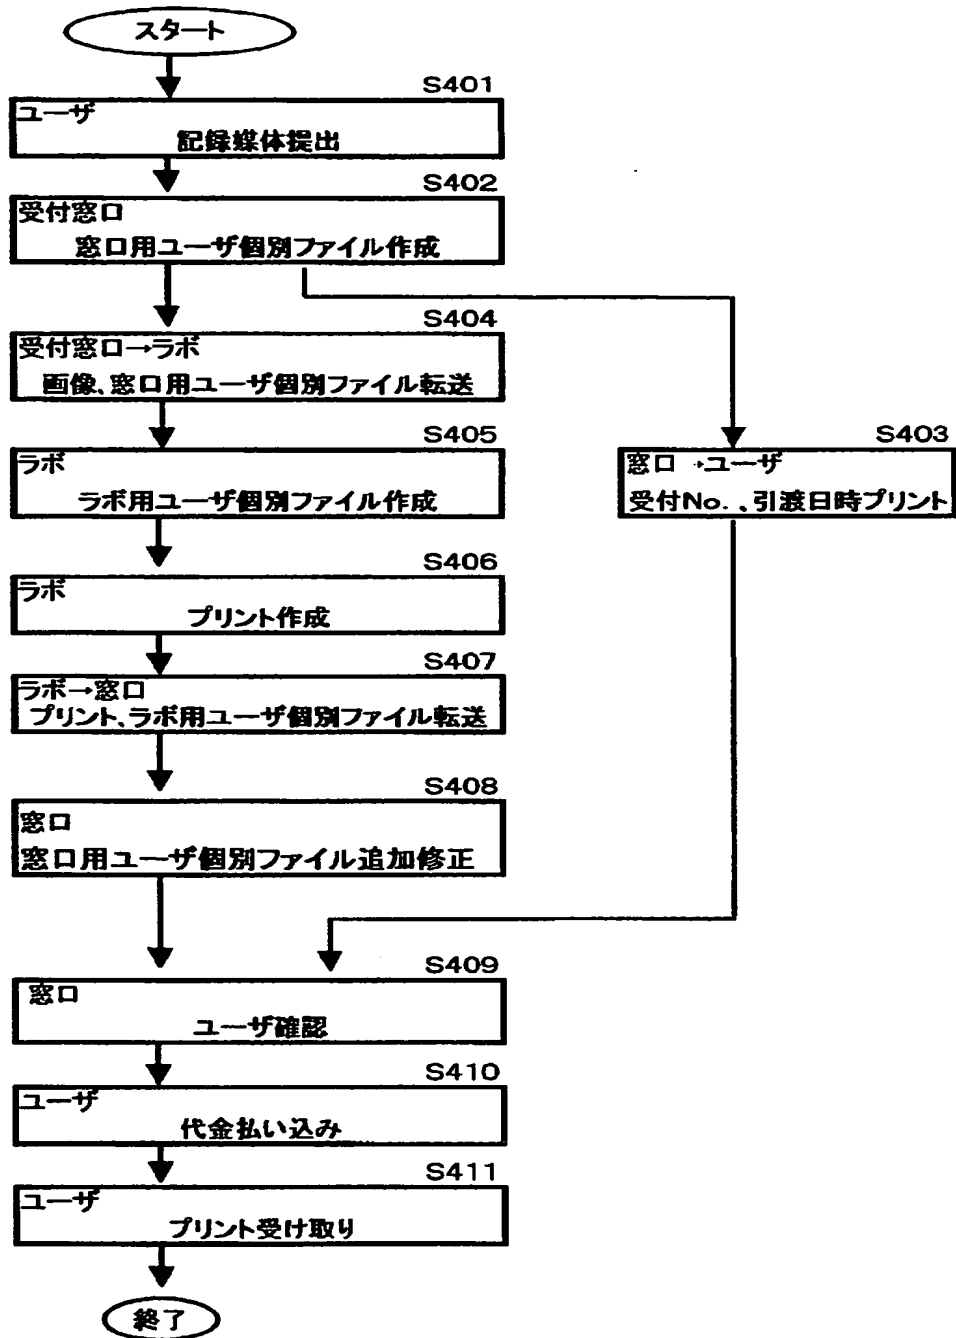 スタート
S401
ユーザ
記録媒体提出
S402
受付窓口
窓口用ユーザ個別ファイル作成
S404
受付窓口→ラボ
画像、窓口用ユーザ個別ファイル転送
S405
ラボ
ラボ用ユーザ個別ファイル作成
S403
窓口 →ユーザ
受付No.、引渡日時プリント
S406
ラボ
プリント作成
S407
ラボ→窓口
プリント、ラボ用ユーザ個別ファイル転送
S408
窓口
窓口用ユーザ個別ファイル追加修正
S409
窓口
ユーザ確認
S410
ユーザ
代金払い込み
S411
ユーザ
プリント受け取り
終了